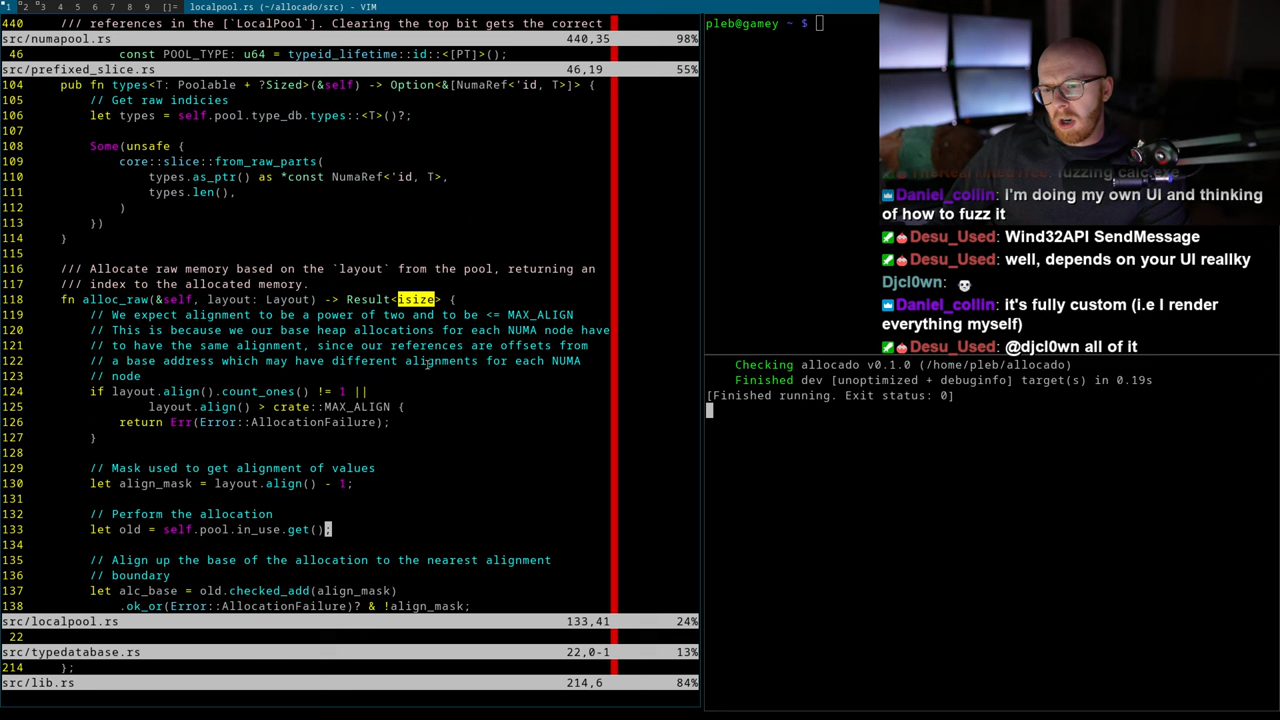 1 2 3 4 5 6 7 8 9 []= localpool.rs (~/allocado/src) - VIM
440 /// references in the [`LocalPool`]. Clearing the top bit gets the correct
src/numapool.rs 440,35 98%
46 const POOL_TYPE: u64 = typeid_lifetime::id::<[PT]>();
src/prefixed_slice.rs 46,19 55%
104 pub fn types<T: Poolable + ?Sized>(&self) -> Option<&[NumaRef<'id, T>]> {
105 // Get raw indicies
106 let types = self.pool.type_db.types::<T>()?;
107
108 Some(unsafe {
109 core::slice::from_raw_parts(
110 types.as_ptr() as *const NumaRef<'id, T>,
111 types.len(),
112 )
113 })
114 }
115
116 /// Allocate raw memory based on the `layout` from the pool, returning an
117 /// index to the allocated memory.
118 fn alloc_raw(&self, layout: Layout) -> Result<isize> {
119 // We expect alignment to be a power of two and to be <= MAX_ALIGN
120 // This is because we our base heap allocations for each NUMA node have
121 // to have the same alignment, since our references are offsets from
122 // a base address which may have different alignments for each NUMA
123 // node
124 if layout.align().count_ones() != 1 ||
125 layout.align() > crate::MAX_ALIGN {
126 return Err(Error::AllocationFailure);
127 }
128
129 // Mask used to get alignment of values
130 let align_mask = layout.align() - 1;
131
132 // Perform the allocation
133 let old = self.pool.in_use.get();
134
135 // Align up the base of the allocation to the nearest alignment
136 // boundary
137 let alc_base = old.checked_add(align_mask)
138 .ok_or(Error::AllocationFailure)? & !align_mask;
src/localpool.rs 133,41 24%
22
src/typedatabase.rs 22,0-1 13%
214 };
src/lib.rs 214,6 84%
pleb@gamey ~ $
fuzzing calc.exe
Daniel_collin: I'm doing my own UI and thinking
of how to fuzz it
Desu_Used: Wind32API SendMessage
Desu_Used: well, depends on your UI reallky
Djcl0wn:
Daniel_collin: it's fully custom (i.e I render
everything myself)
Desu_Used: @djcl0wn all of it
Checking allocado v0.1.0 (/home/pleb/allocado)
Finished dev [unoptimized + debuginfo] target(s) in 0.19s
[Finished running. Exit status: 0]